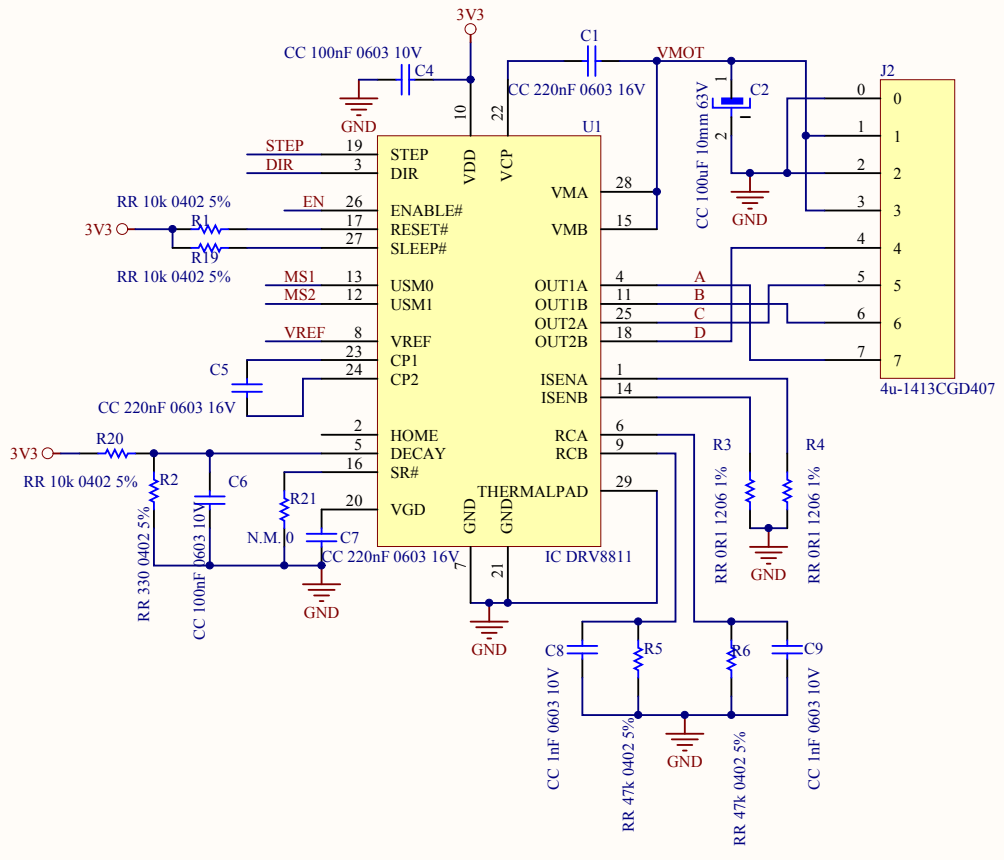 3V3
CC 100nF 0603 10V
C4
GND
C1
CC 220nF 0603 16V
VMOT
10
22
U1
1
C2
2
CC 100uF 10mm 63V
GND
J2
0 0
1 1
2 2
3 3
4 4
5 5
6 6
7 7
4u-1413CGD407
STEP 19 STEP
DIR 3 DIR
VDD
VCP
EN 26 ENABLE#
17 RESET#
27 SLEEP#
RR 10k 0402 5%
R1
3V3
R19
RR 10k 0402 5%
MS1 13 USM0
MS2 12 USM1
VREF 8 VREF
23 CP1
24 CP2
C5
CC 220nF 0603 16V
2 HOME
5 DECAY
16 SR#
20 VGD
VMA 28
VMB 15
OUT1A 4 A
OUT1B 11 B
OUT2A 25 C
OUT2B 18 D
ISENA 1
ISENB 14
RCA 6
RCB 9
THERMALPAD 29
GND
GND
IC DRV8811
7
21
GND
R20
3V3
RR 10k 0402 5%
R2
RR 330 0402 5%
C6
CC 100nF 0603 10V
R21
N.M. 0
C7
CC 220nF 0603 16V
GND
R3
RR 0R1 1206 1%
R4
RR 0R1 1206 1%
GND
C8
CC 1nF 0603 10V
R5
RR 47k 0402 5%
R6
RR 47k 0402 5%
C9
CC 1nF 0603 10V
GND